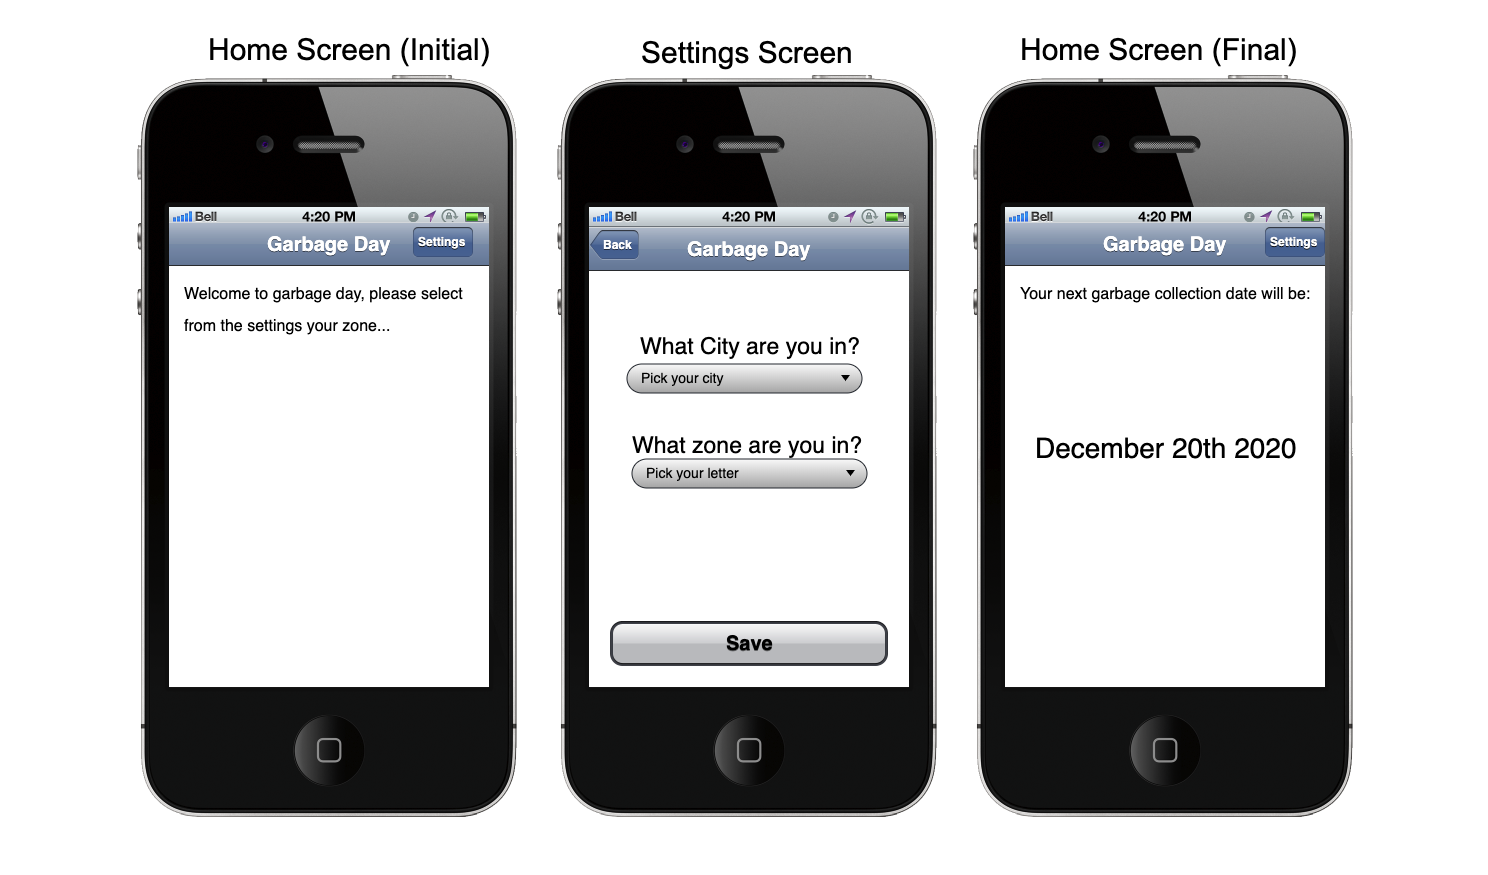 Home Screen (Initial)
Bell 4:20 PM
Garbage Day Settings
Welcome to garbage day, please select
from the settings your zone...
Settings Screen
Bell 4:20 PM
Back Garbage Day
What City are you in?
Pick your city
What zone are you in?
Pick your letter
Save
Home Screen (Final)
Bell 4:20 PM
Garbage Day Settings
Your next garbage collection date will be:
December 20th 2020